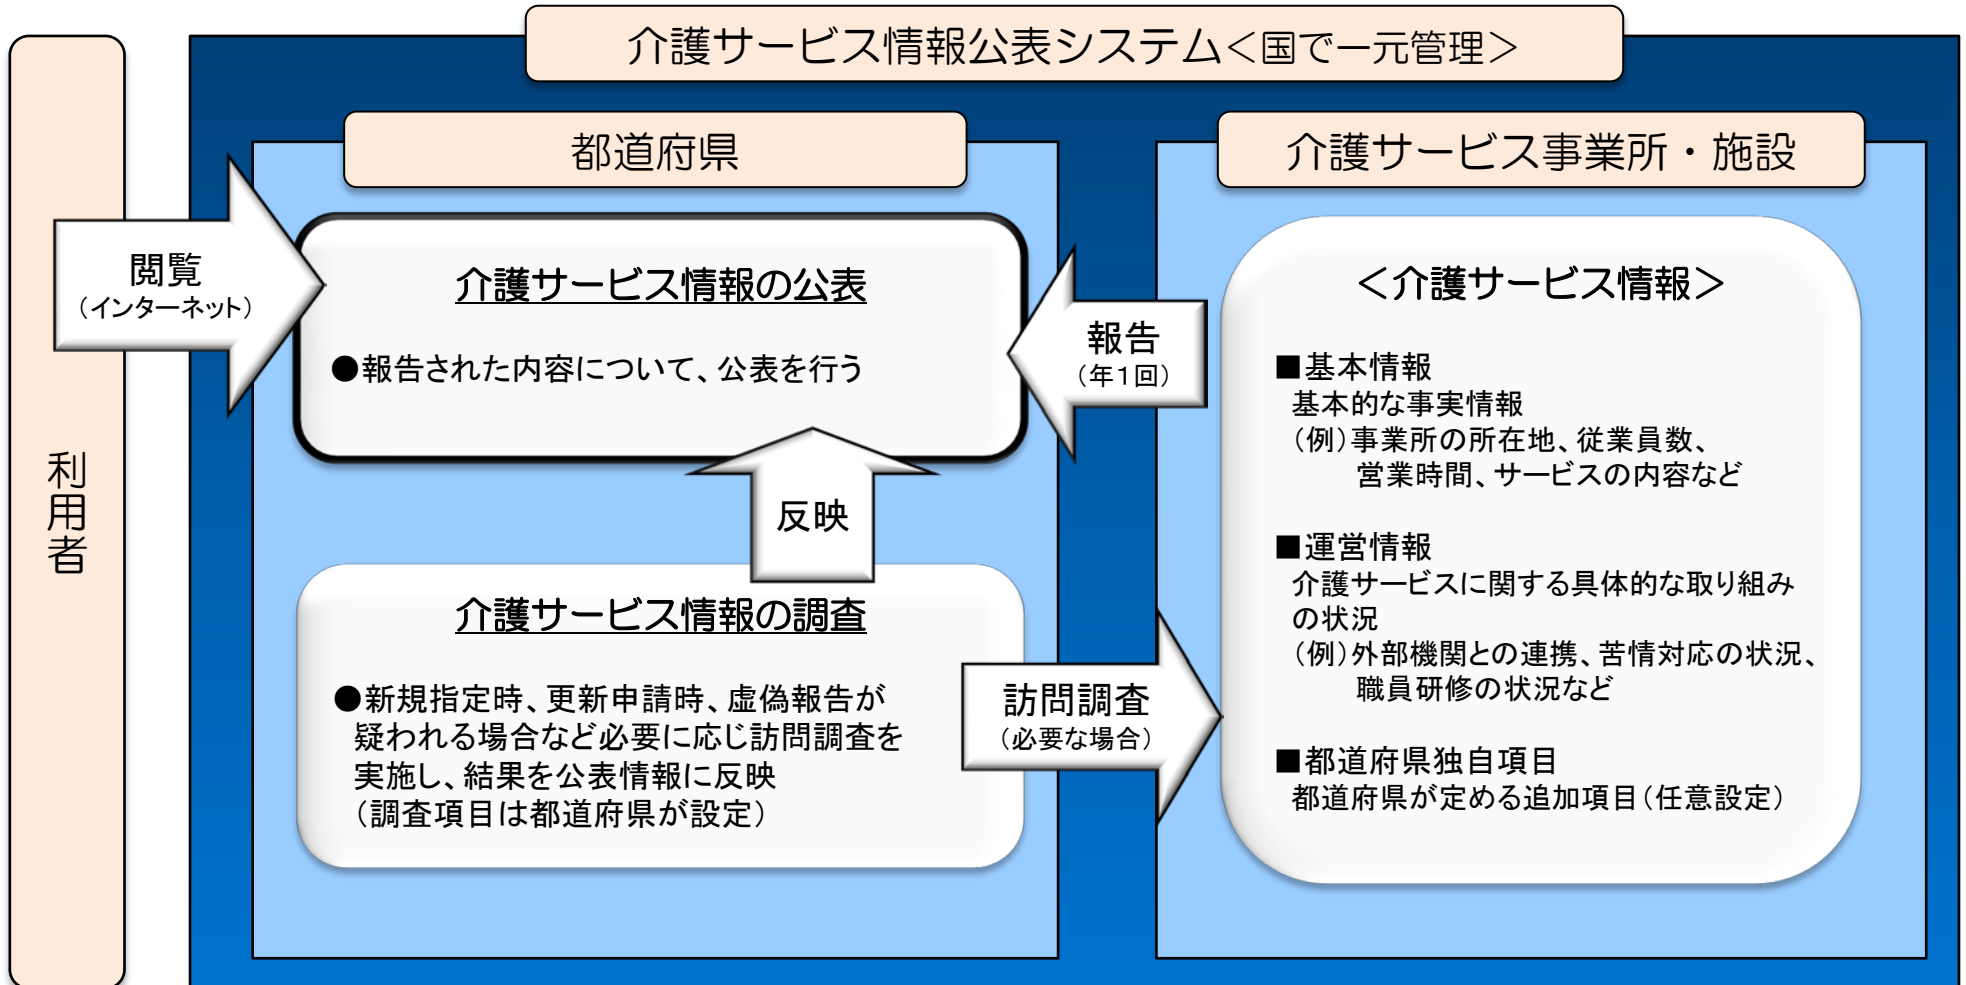 介護サービス情報公表システム＜国で一元管理＞
利用者
都道府県
介護サービス事業所・施設
閲覧
（インターネット）
介護サービス情報の公表
●報告された内容について、公表を行う
報告
（年１回）
反映
介護サービス情報の調査
●新規指定時、更新申請時、虚偽報告が
疑われる場合など必要に応じ訪問調査を
実施し、結果を公表情報に反映
（調査項目は都道府県が設定）
訪問調査
（必要な場合）
＜介護サービス情報＞
■基本情報
基本的な事実情報
（例）事業所の所在地、従業員数、
営業時間、サービスの内容など
■運営情報
介護サービスに関する具体的な取り組み
の状況
（例）外部機関との連携、苦情対応の状況、
職員研修の状況など
■都道府県独自項目
都道府県が定める追加項目（任意設定）